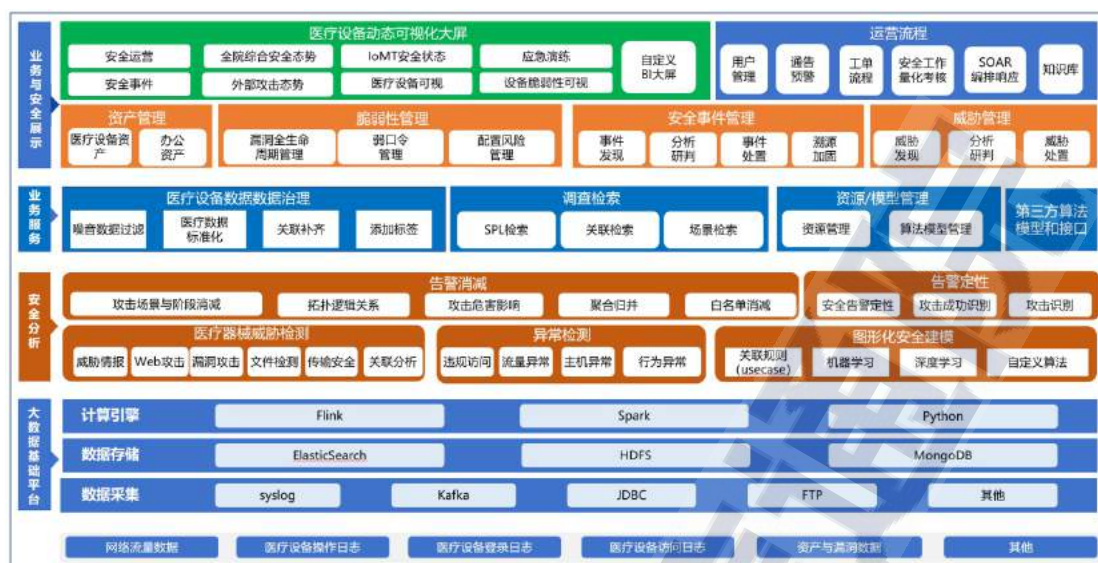 业务与安全展示
医疗设备动态可视化大屏
安全运营 全院综合安全态势 IoMT安全状态 应急演练
安全事件 外部攻击态势 医疗设备可视 设备脆弱性可视
自定义
BI大屏
运营流程
用户
管理
通告
预警
工单
流程
安全工作
量化考核
SOAR
编排响应
知识库
资产管理
医疗设备资
产
办公
资产
脆弱性管理
漏洞全生命
周期管理
弱口令
管理
配置风险
管理
安全事件管理
事件
发现
分析
研判
事件
处置
溯源
加固
威胁管理
威胁
发现
分析
研判
威胁
处置
业务服务
医疗设备数据数据治理
噪音数据过滤
医疗数据
标准化
关联补齐
添加标签
调查检索
SPL检索 关联检索 场景检索
资源/模型管理
资源管理 算法模型管理
第三方算法
模型和接口
安全分析
告警消减
攻击场景与阶段消减 拓扑逻辑关系 攻击危害影响 聚合归并 白名单消减
告警定性
安全告警定性 攻击成功识别 攻击识别
医疗器械威胁检测
威胁情报 Web攻击 漏洞攻击 文件检测 传输安全 关联分析
异常检测
违规访问 流量异常 主机异常 行为异常
图形化安全建模
关联规则
(usecase)
机器学习 深度学习 自定义算法
大数据基础平台
计算引擎 Flink Spark Python
数据存储 ElasticSearch HDFS MongoDB
数据采集 syslog Kafka JDBC FTP 其他
网络流量数据 医疗设备操作日志 医疗设备登录日志 医疗设备访问日志 资产与漏洞数据 其他